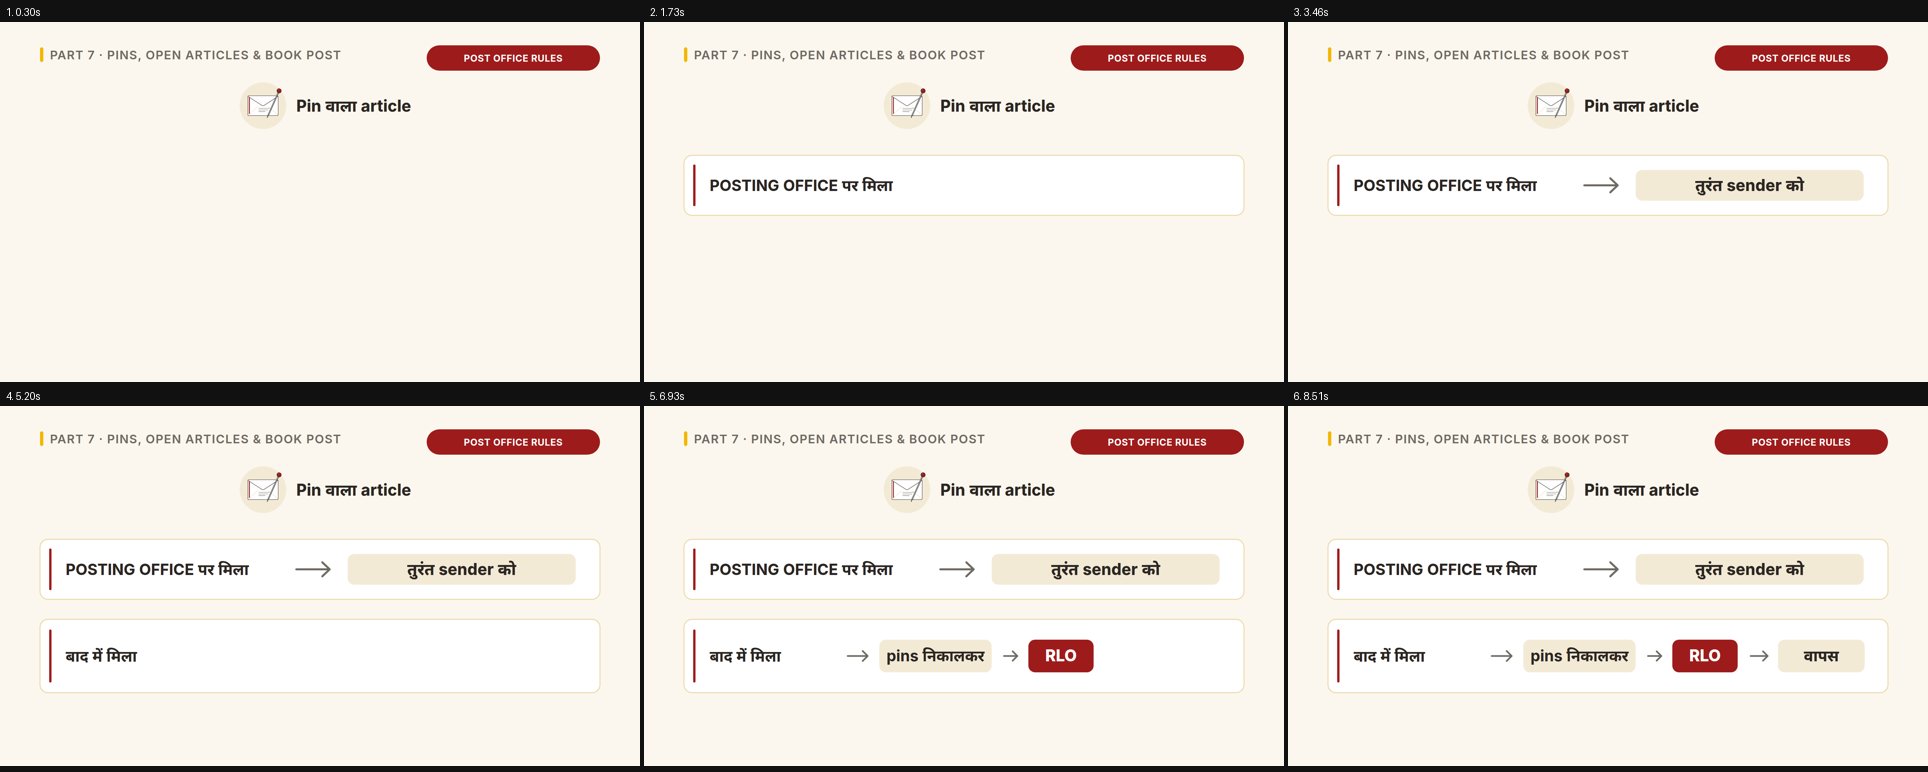 1. 0.30s
PART 7 · PINS, OPEN ARTICLES & BOOK POST
POST OFFICE RULES
Pin वाला article
2. 1.73s
PART 7 · PINS, OPEN ARTICLES & BOOK POST
POST OFFICE RULES
Pin वाला article
POSTING OFFICE पर मिला
3. 3.46s
PART 7 · PINS, OPEN ARTICLES & BOOK POST
POST OFFICE RULES
Pin वाला article
POSTING OFFICE पर मिला → तुरंत sender को
4. 5.20s
PART 7 · PINS, OPEN ARTICLES & BOOK POST
POST OFFICE RULES
Pin वाला article
POSTING OFFICE पर मिला → तुरंत sender को
बाद में मिला
5. 6.93s
PART 7 · PINS, OPEN ARTICLES & BOOK POST
POST OFFICE RULES
Pin वाला article
POSTING OFFICE पर मिला → तुरंत sender को
बाद में मिला → pins निकालकर → RLO
6. 8.51s
PART 7 · PINS, OPEN ARTICLES & BOOK POST
POST OFFICE RULES
Pin वाला article
POSTING OFFICE पर मिला → तुरंत sender को
बाद में मिला → pins निकालकर → RLO → वापस